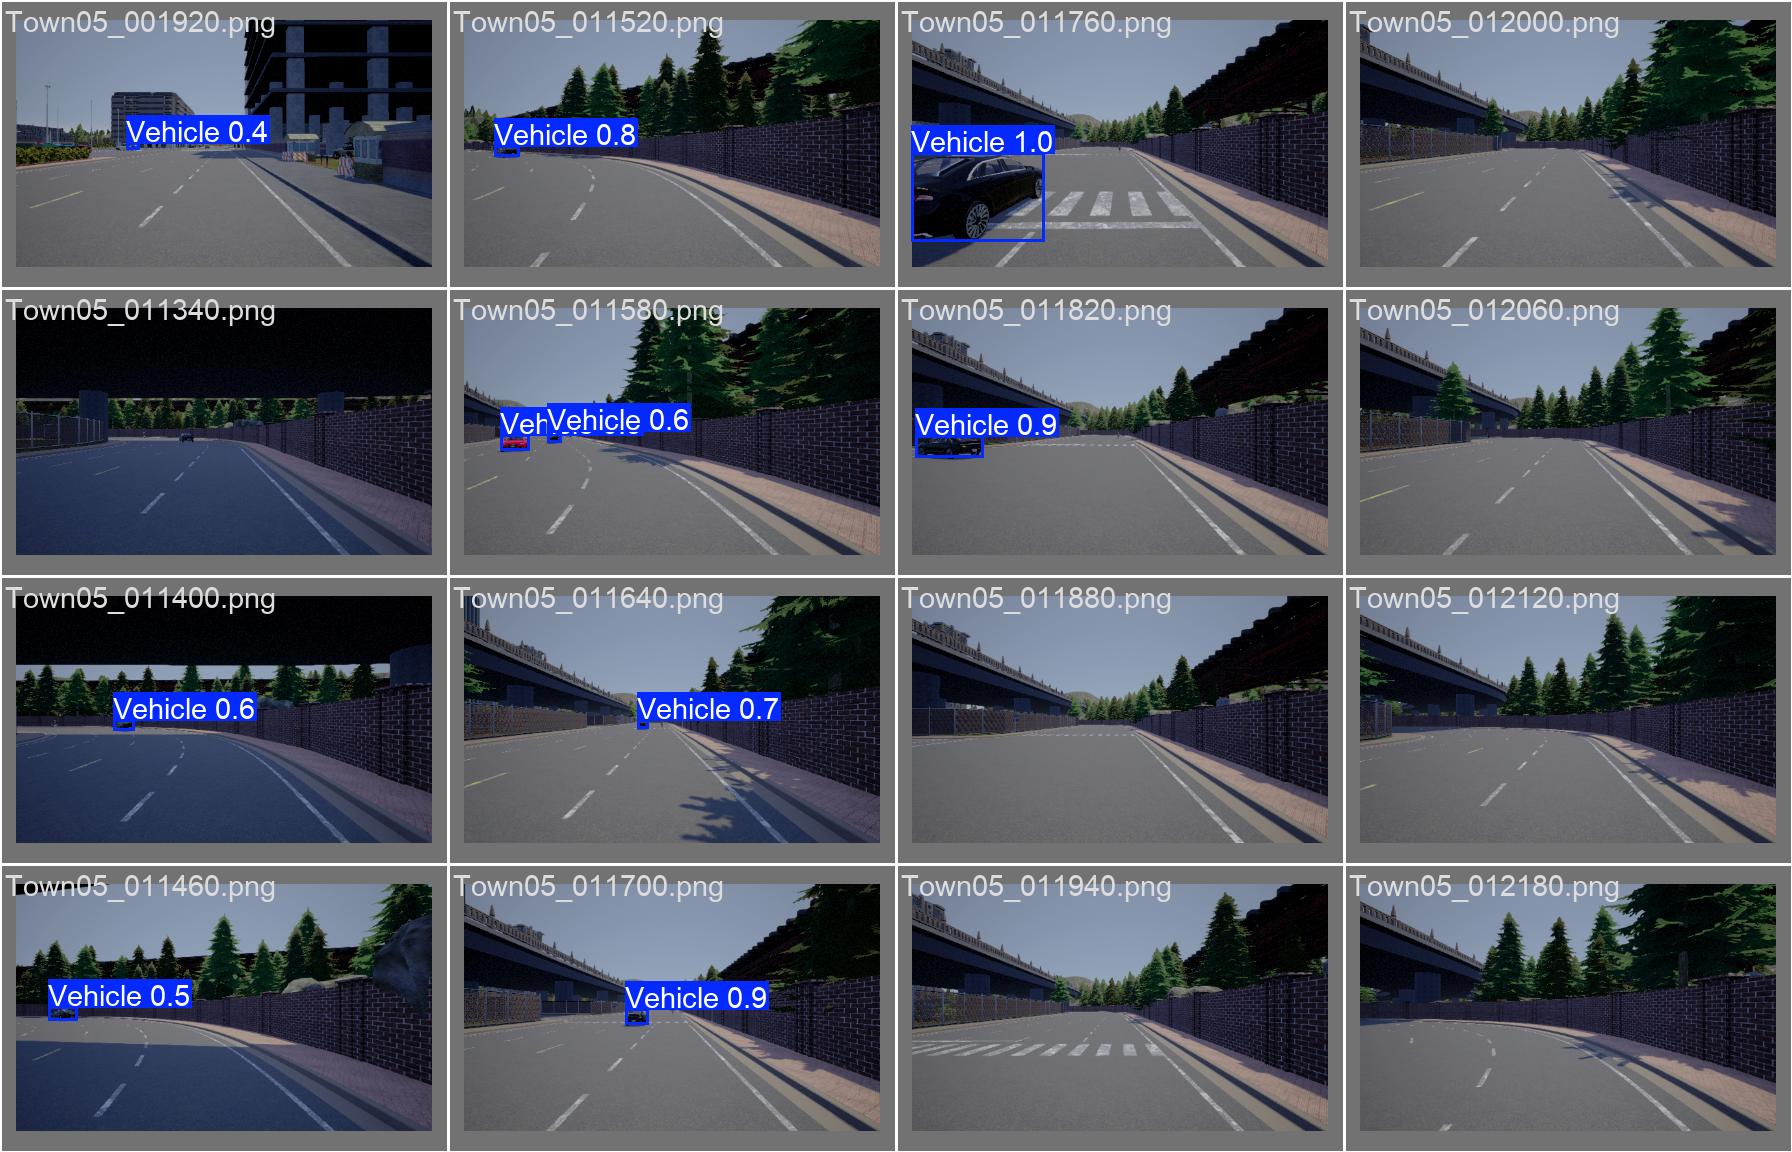 Town05_001920.png
Vehicle 0.4
Town05_011520.png
Vehicle 0.8
Town05_011760.png
Vehicle 1.0
Town05_012000.png
Town05_011340.png
Town05_011580.png
Veh
Vehicle 0.6
Town05_011820.png
Vehicle 0.9
Town05_012060.png
Town05_011400.png
Vehicle 0.6
Town05_011640.png
Vehicle 0.7
Town05_011880.png
Town05_012120.png
Town05_011460.png
Vehicle 0.5
Town05_011700.png
Vehicle 0.9
Town05_011940.png
Town05_012180.png